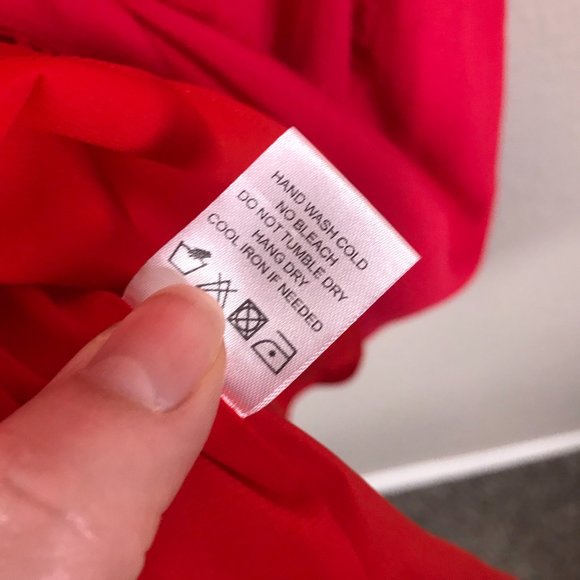 HAND WASH COLD
NO BLEACH
DO NOT TUMBLE DRY
HANG DRY
COOL IRON IF NEEDED